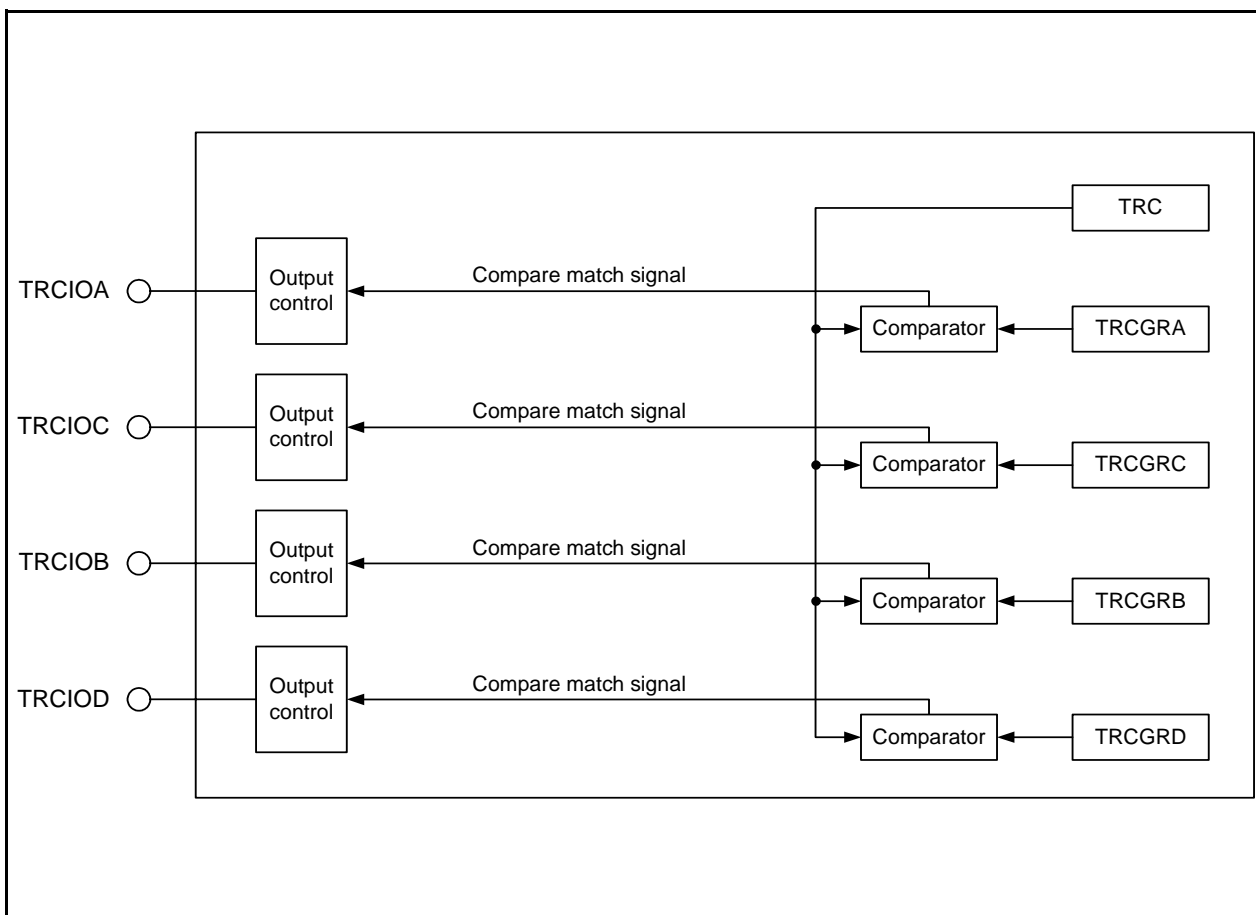 TRC
TRCIOA
Output
control
Compare match signal
Comparator
TRCGRA
TRCIOC
Output
control
Compare match signal
Comparator
TRCGRC
TRCIOB
Output
control
Compare match signal
Comparator
TRCGRB
TRCIOD
Output
control
Compare match signal
Comparator
TRCGRD